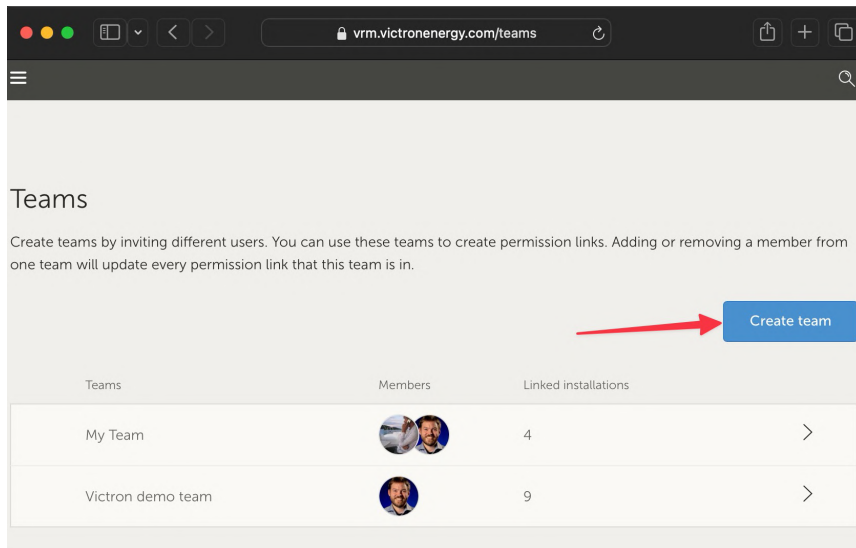 vrm.victronenergy.com/teams
Teams
Create teams by inviting different users. You can use these teams to create permission links. Adding or removing a member from
one team will update every permission link that this team is in.
Create team
Teams Members Linked installations
My Team 4
Victron demo team 9